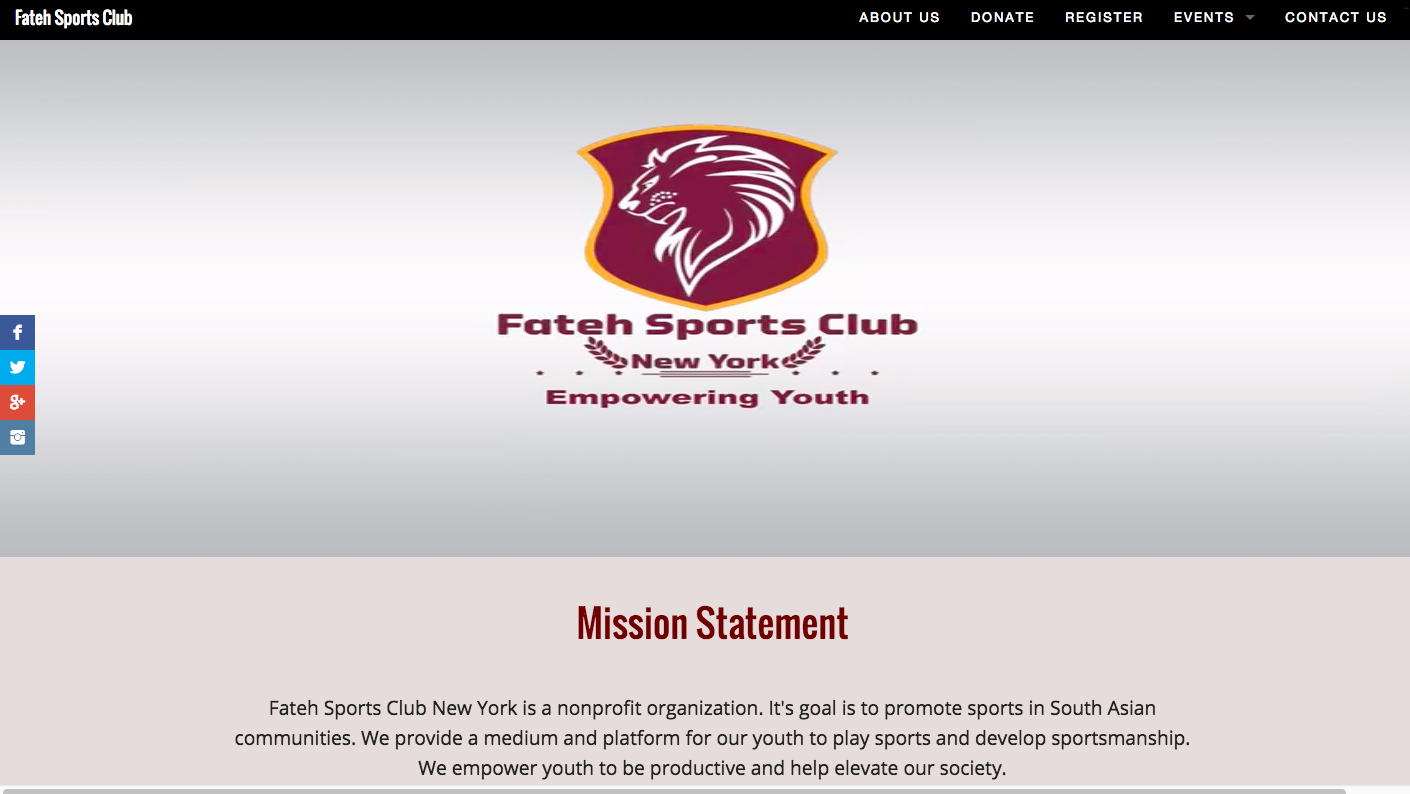 Fateh Sports Club
ABOUT US DONATE REGISTER EVENTS CONTACT US
Fateh Sports Club
New York
Empowering Youth
f
g+
Mission Statement
Fateh Sports Club New York is a nonprofit organization. It's goal is to promote sports in South Asian
communities. We provide a medium and platform for our youth to play sports and develop sportsmanship.
We empower youth to be productive and help elevate our society.